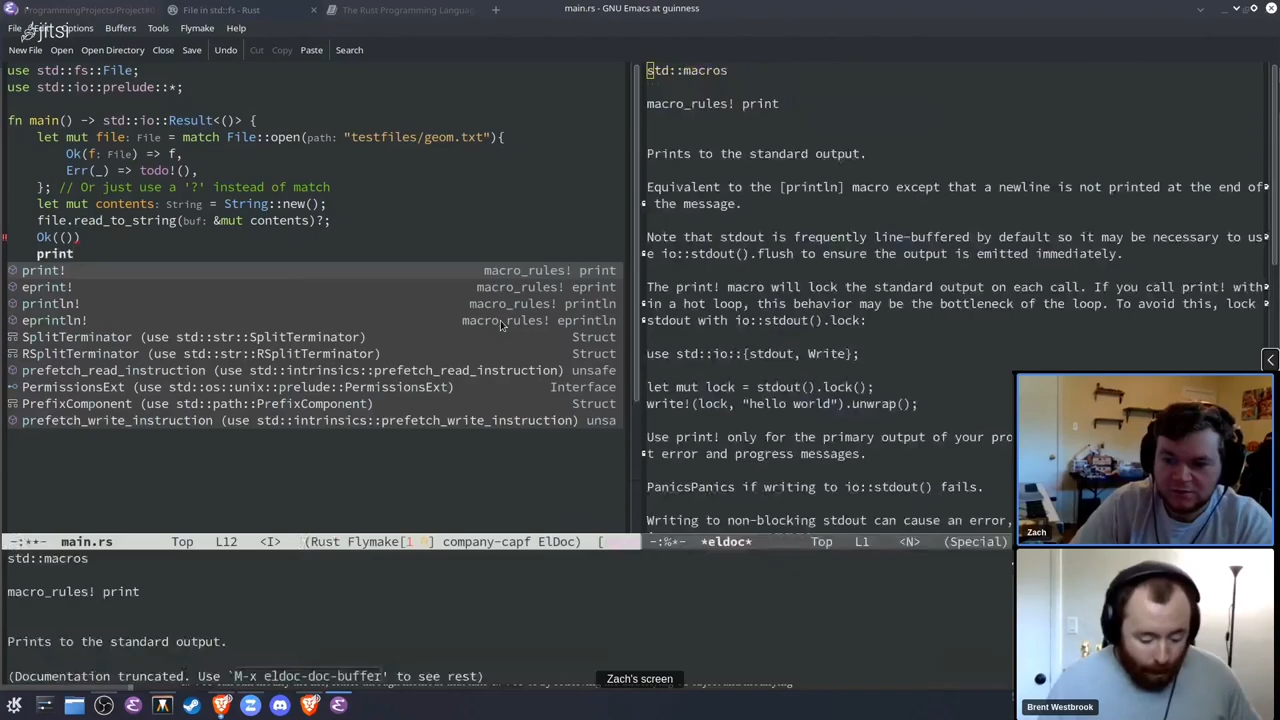 ProgrammingProjects/Project#0
File in std::fs - Rust
The Rust Programming Langua
main.rs - GNU Emacs at guinness
jitsi
File Edit Options Buffers Tools Flymake Help
New File Open Open Directory Close Save Undo Cut Copy Paste Search
use std::fs::File;
use std::io::prelude::*;
fn main() -> std::io::Result<()> {
let mut file: File = match File::open(path: "testfiles/geom.txt"){
Ok(f: File) => f,
Err(_) => todo!(),
}; // Or just use a '?' instead of match
let mut contents: String = String::new();
file.read_to_string(buf: &mut contents)?;
Ok(())
print
print! macro_rules! print
eprint! macro_rules! eprint
println! macro_rules! println
eprintln! macro_rules! eprintln
SplitTerminator (use std::str::SplitTerminator) Struct
RSplitTerminator (use std::str::RSplitTerminator) Struct
prefetch_read_instruction (use std::intrinsics::prefetch_read_instruction) unsafe
PermissionsExt (use std::os::unix::prelude::PermissionsExt) Interface
PrefixComponent (use std::path::PrefixComponent) Struct
prefetch_write_instruction (use std::intrinsics::prefetch_write_instruction) unsa
-:**- main.rs Top L12 <I> (Rust Flymake[1] company-capf ElDoc) [
std::macros
macro_rules! print
Prints to the standard output.
Equivalent to the [println] macro except that a newline is not printed at the end of
the message.
Note that stdout is frequently line-buffered by default so it may be necessary to us
e io::stdout().flush to ensure the output is emitted immediately.
The print! macro will lock the standard output on each call. If you call print! with
in a hot loop, this behavior may be the bottleneck of the loop. To avoid this, lock
stdout with io::stdout().lock:
use std::io::{stdout, Write};
let mut lock = stdout().lock();
write!(lock, "hello world").unwrap();
Use print! only for the primary output of your pro
t error and progress messages.
PanicsPanics if writing to io::stdout() fails.
Writing to non-blocking stdout can cause an error,
-:%*- *eldoc* Top L1 <N> (Special)
std::macros
macro_rules! print
Prints to the standard output.
(Documentation truncated. Use `M-x eldoc-doc-buffer' to see rest)
Zach's screen
Zach
Brent Westbrook